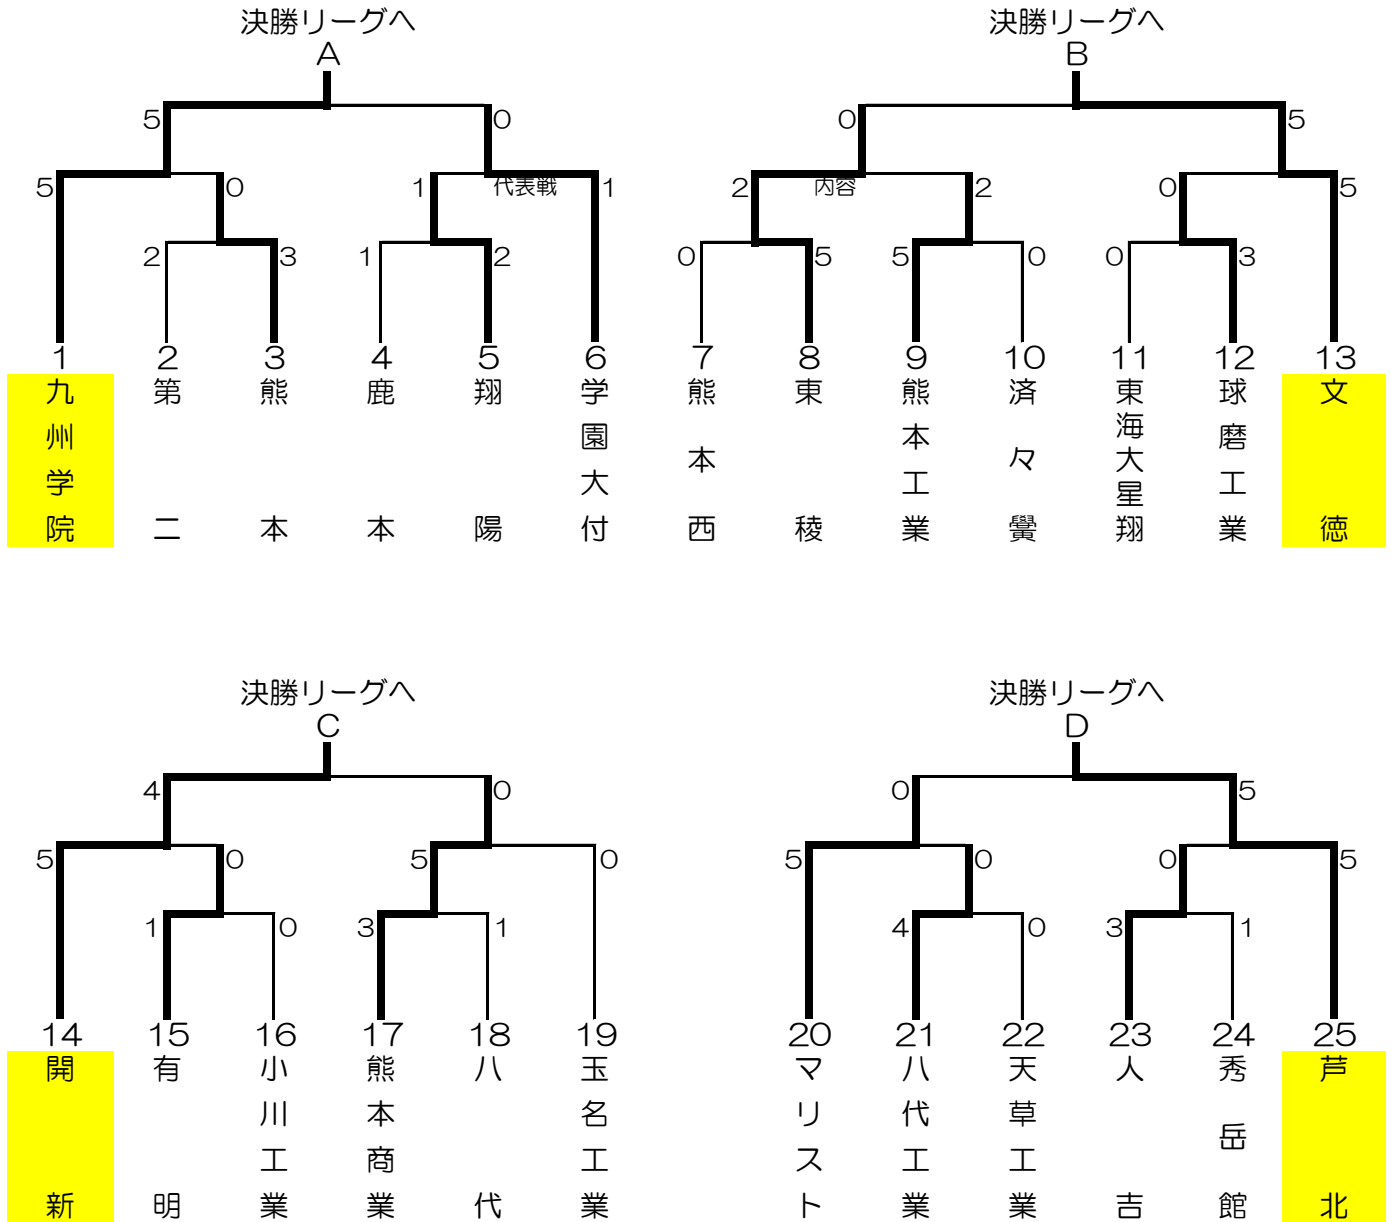 決勝リーグへ
A
5 0
5 0 1 代表戦 1
2 3 1 2
1 2 3 4 5 6
九州学院
第二
熊本
鹿本
翔陽
学園大付
決勝リーグへ
B
0 5
2 内容 2 0 5
0 5 5 0 0 3
7 8 9 10 11 12 13
熊本西
東稜
熊本工業
済々黌
東海大星翔
球磨工業
文徳
決勝リーグへ
C
4 0
5 0 5 0
1 0 3 1
14 15 16 17 18 19
開新
有明
小川工業
熊本商業
八代
玉名工業
決勝リーグへ
D
0 5
5 0 0 5
4 0 3 1
20 21 22 23 24 25
マリスト
八代工業
天草工業
人吉
秀岳館
芦北